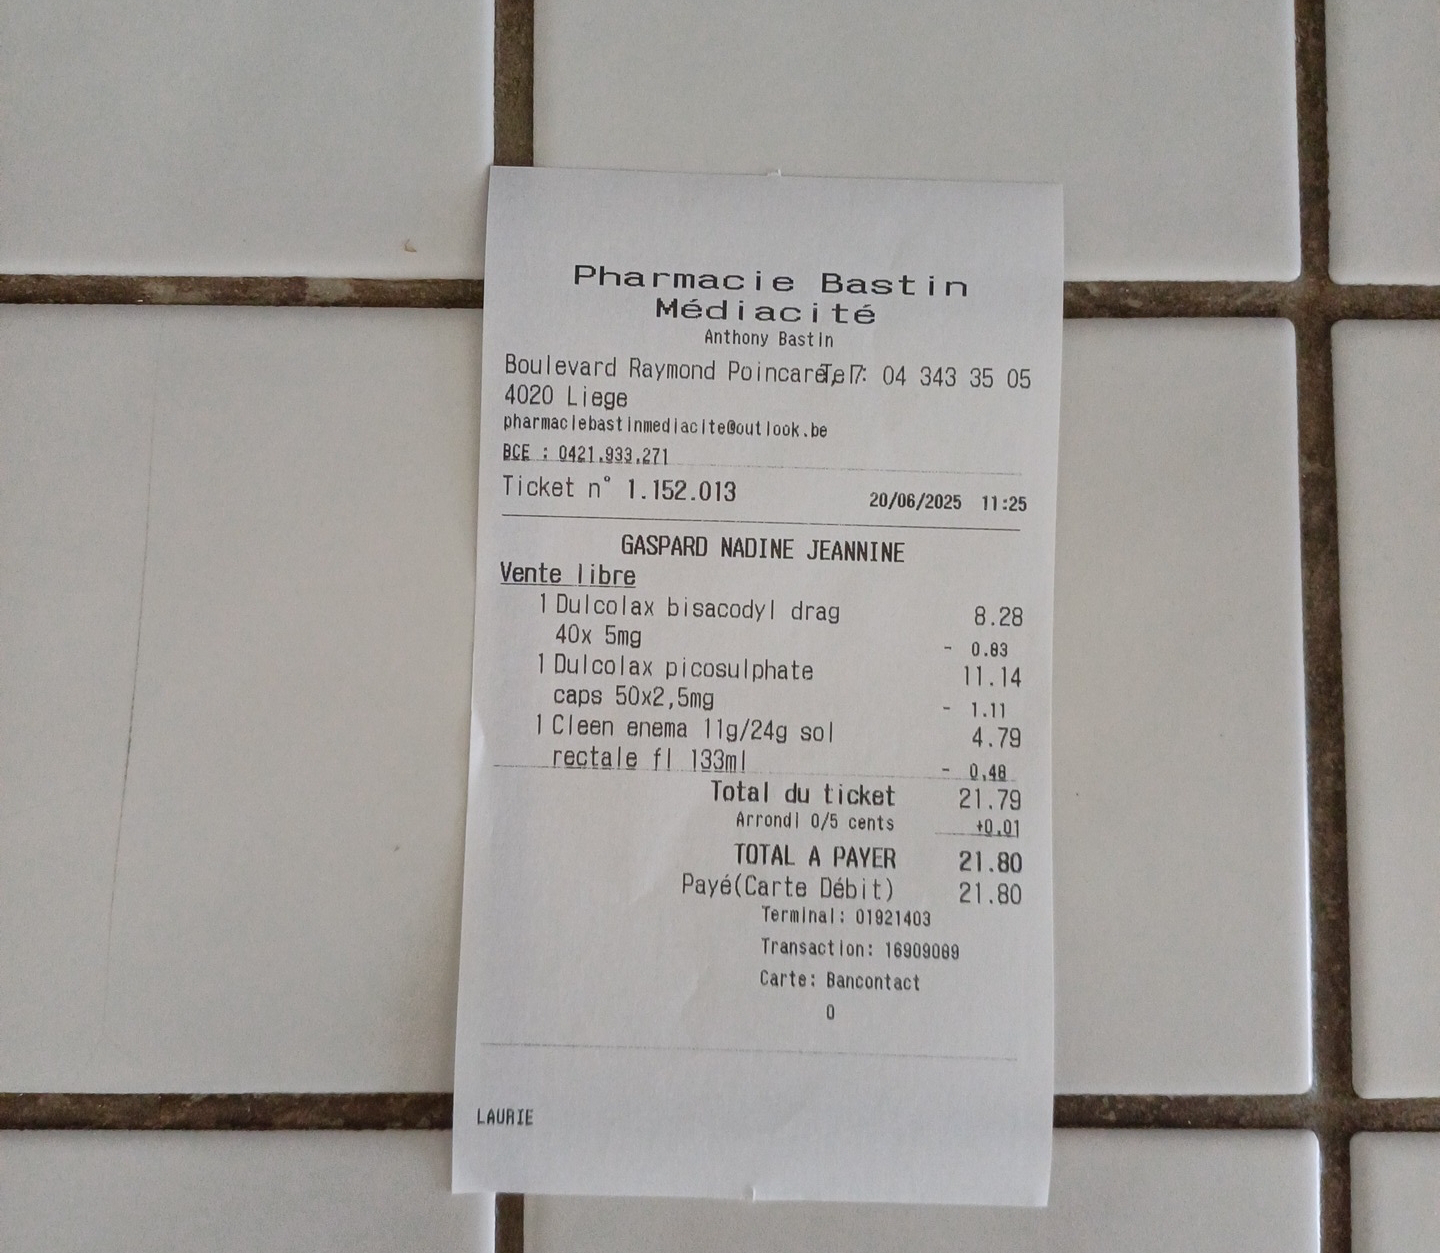 Pharmacie Bastin
Médiacité
Anthony Bastin
Boulevard Raymond Poincaré, 7 Tel : 04 343 35 05
4020 Liege
pharmaciebastinmediacite@outlook.be
BCE : 0421.933.271
Ticket n° 1.152.013 20/06/2025 11:25
GASPARD NADINE JEANNINE
Vente libre
1 Dulcolax bisacodyl drag 8.28
40x 5mg - 0.83
1 Dulcolax picosulphate 11.14
caps 50x2,5mg - 1.11
1 Cleen enema 11g/24g sol 4.79
rectale fl 133ml - 0.48
Total du ticket 21.79
Arrondi 0/5 cents +0.01
TOTAL A PAYER 21.80
Payé(Carte Débit) 21.80
Terminal: 01921403
Transaction: 16909089
Carte: Bancontact
0
LAURIE